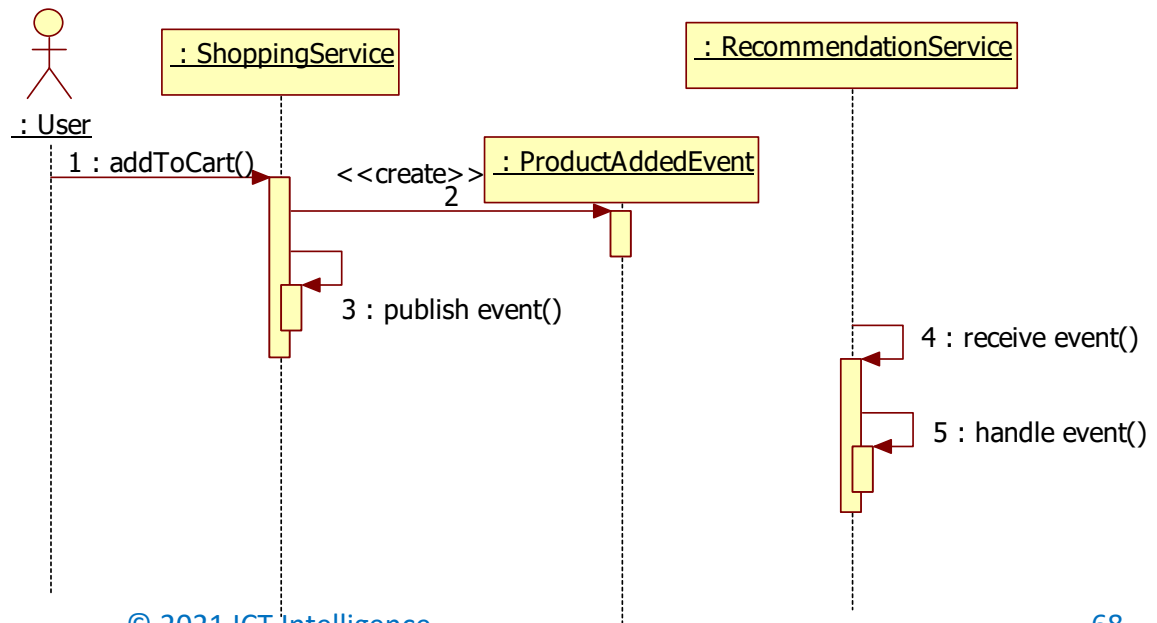 : ShoppingService
: RecommendationService
: User
1 : addToCart()
<<create>>
2
: ProductAddedEvent
3 : publish event()
4 : receive event()
5 : handle event()
© 2021 ICT Intelligence
68